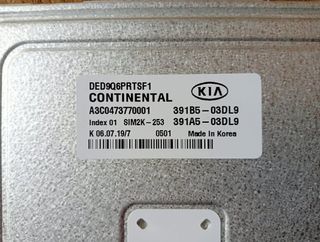 DED9Q6PRTSF1
CONTINENTAL KIA
A3C0473770001 391B5-03DL9
Index 01 SIM2K-253 391A5-03DL9
K 06.07.19/7 0501 Made in Korea